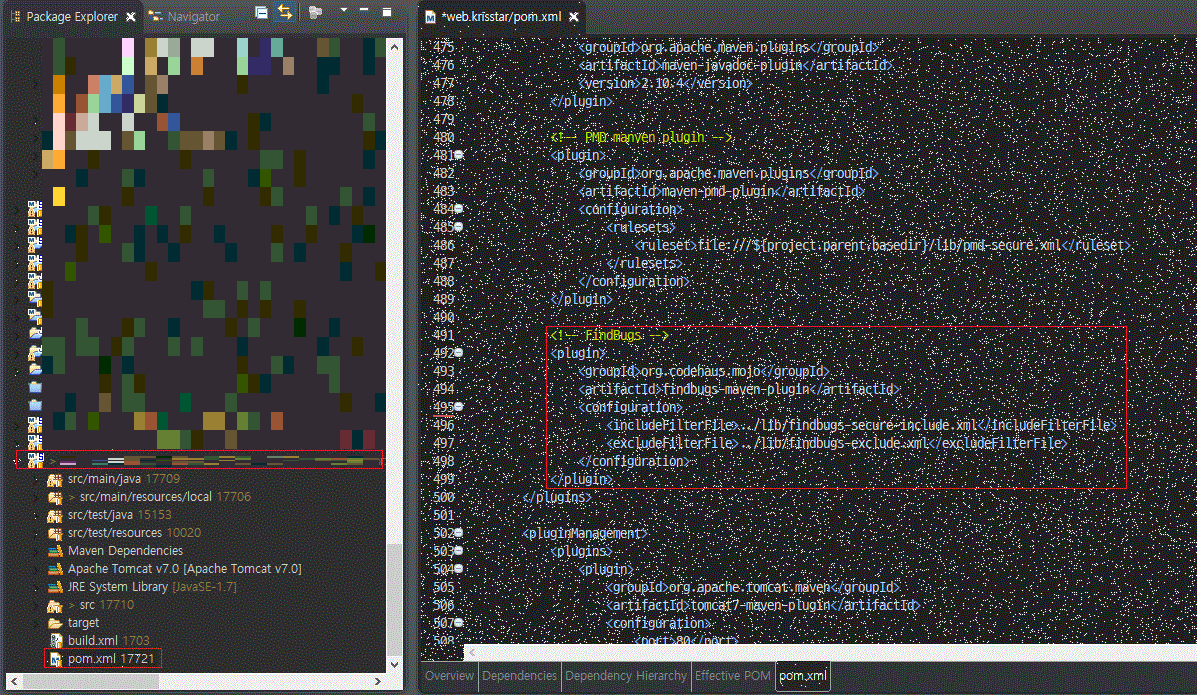 Package Explorer
Navigator
src/main/java 17709
> src/main/resources/local 17706
src/test/java 15153
src/test/resources 10020
Maven Dependencies
Apache Tomcat v7.0 [Apache Tomcat v7.0]
JRE System Library [JavaSE-1.7]
> src 17710
target
build.xml 1703
pom.xml 17721
*web.krisstar/pom.xml
475 <groupId>org.apache.maven.plugins</groupId>
476 <artifactId>maven-javadoc-plugin</artifactId>
477 <version>2.10.4</version>
478 </plugin>
479
480 <!-- PMD manven plugin -->
481 <plugin>
482 <groupId>org.apache.maven.plugins</groupId>
483 <artifactId>maven-pmd-plugin</artifactId>
484 <configuration>
485 <rulesets>
486 <ruleset>file:///${project.parent.basedir}/lib/pmd-secure.xml</ruleset>
487 </rulesets>
488 </configuration>
489 </plugin>
490
491 <!-- FindBugs -->
492 <plugin>
493 <groupId>org.codehaus.mojo</groupId>
494 <artifactId>findbugs-maven-plugin</artifactId>
495 <configuration>
496 <includeFilterFile>../lib/findbugs-secure-include.xml</includeFilterFile>
497 <excludeFilterFile>../lib/findbugs-exclude.xml</excludeFilterFile>
498 </configuration>
499 </plugin>
500 </plugins>
501
502 <pluginManagement>
503 <plugins>
504 <plugin>
505 <groupId>org.apache.tomcat.maven</groupId>
506 <artifactId>tomcat7-maven-plugin</artifactId>
507 <configuration>
508 <port>80</port>
Overview
Dependencies
Dependency Hierarchy
Effective POM
pom.xml